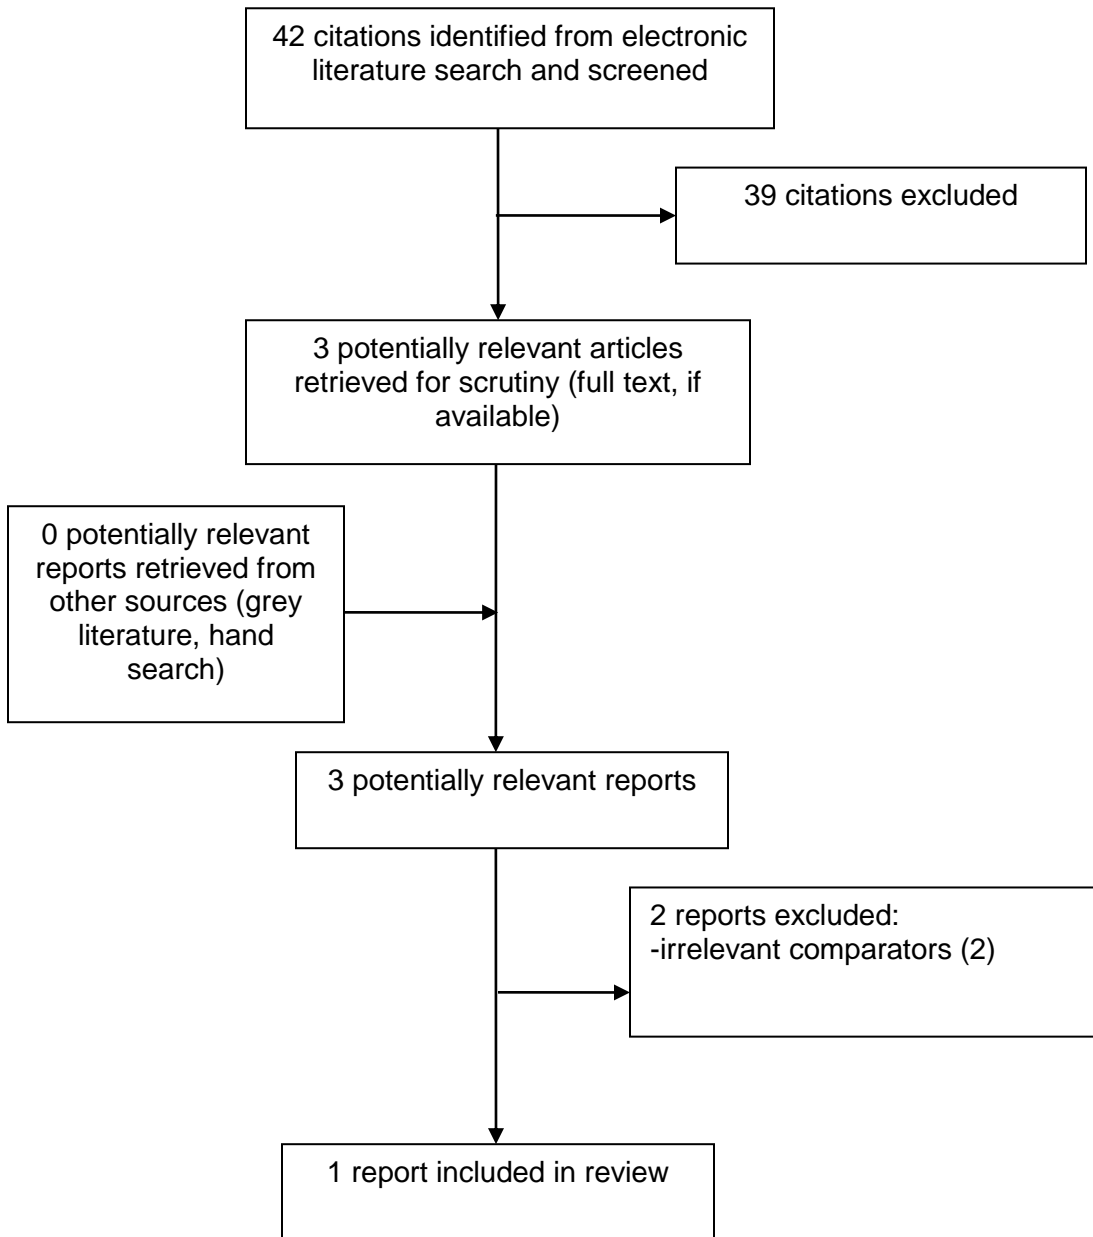 42 citations identified from electronic
literature search and screened
39 citations excluded
3 potentially relevant articles
retrieved for scrutiny (full text, if
available)
0 potentially relevant
reports retrieved from
other sources (grey
literature, hand
search)
3 potentially relevant reports
2 reports excluded:
-irrelevant comparators (2)
1 report included in review